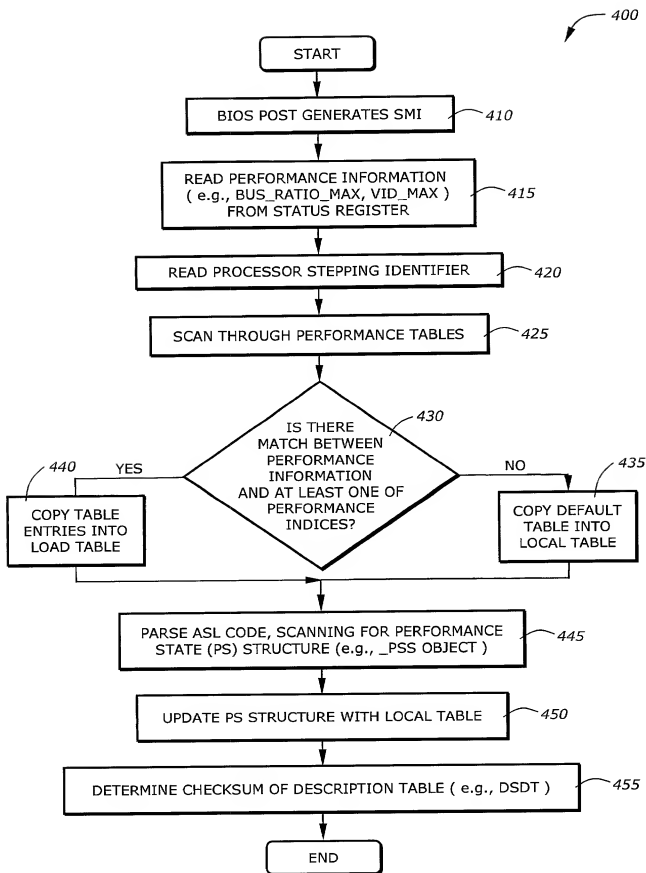 400
START
BIOS POST GENERATES SMI
410
READ PERFORMANCE INFORMATION
( e.g., BUS_RATIO_MAX, VID_MAX )
FROM STATUS REGISTER
415
READ PROCESSOR STEPPING IDENTIFIER
420
SCAN THROUGH PERFORMANCE TABLES
425
IS THERE
MATCH BETWEEN
PERFORMANCE
INFORMATION
AND AT LEAST ONE OF
PERFORMANCE
INDICES?
430
440
YES
COPY TABLE
ENTRIES INTO
LOAD TABLE
NO
435
COPY DEFAULT
TABLE INTO
LOCAL TABLE
PARSE ASL CODE, SCANNING FOR PERFORMANCE
STATE (PS) STRUCTURE (e.g., _PSS OBJECT )
445
UPDATE PS STRUCTURE WITH LOCAL TABLE
450
DETERMINE CHECKSUM OF DESCRIPTION TABLE ( e.g., DSDT )
455
END